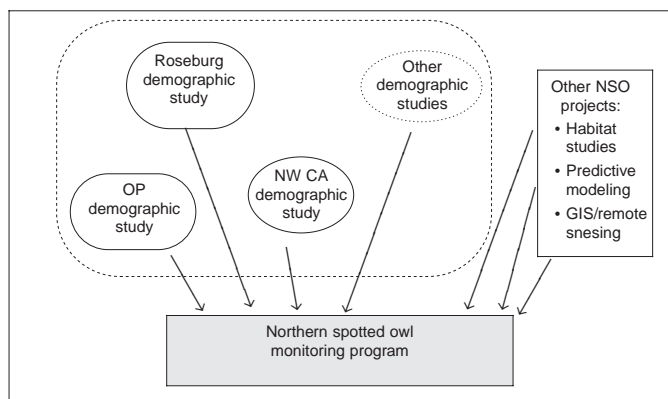 Roseburg
demographic
study
Other
demographic
studies
Other NSO
projects:
• Habitat
studies
• Predictive
modeling
• GIS/remote
snesing
OP
demographic
study
NW CA
demographic
study
Northern spotted owl
monitoring program